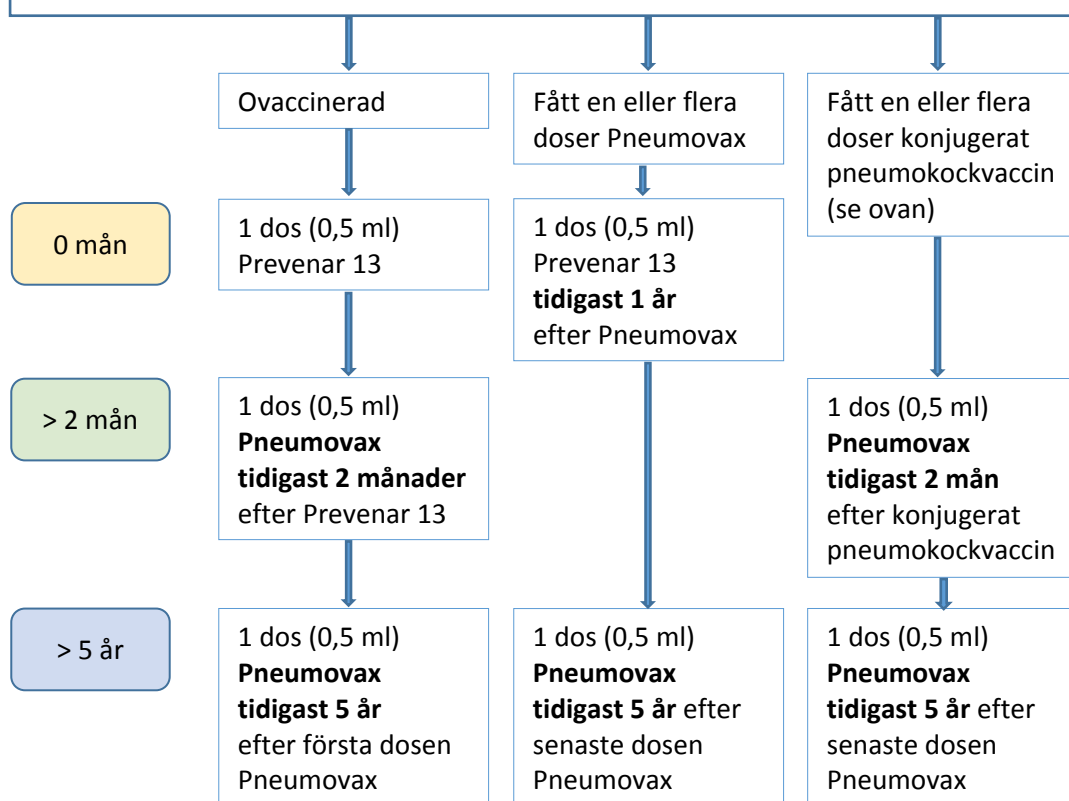 Ovaccinerad
Fått en eller flera
doser Pneumovax
Fått en eller flera
doser konjugerat
pneumokockvaccin
(se ovan)
0 mån
1 dos (0,5 ml)
Prevenar 13
1 dos (0,5 ml)
Prevenar 13
tidigast 1 år
efter Pneumovax
> 2 mån
1 dos (0,5 ml)
Pneumovax
tidigast 2 månader
efter Prevenar 13
1 dos (0,5 ml)
Pneumovax
tidigast 2 mån
efter konjugerat
pneumokockvaccin
> 5 år
1 dos (0,5 ml)
Pneumovax
tidigast 5 år
efter första dosen
Pneumovax
1 dos (0,5 ml)
Pneumovax
tidigast 5 år efter
senaste dosen
Pneumovax
1 dos (0,5 ml)
Pneumovax
tidigast 5 år efter
senaste dosen
Pneumovax